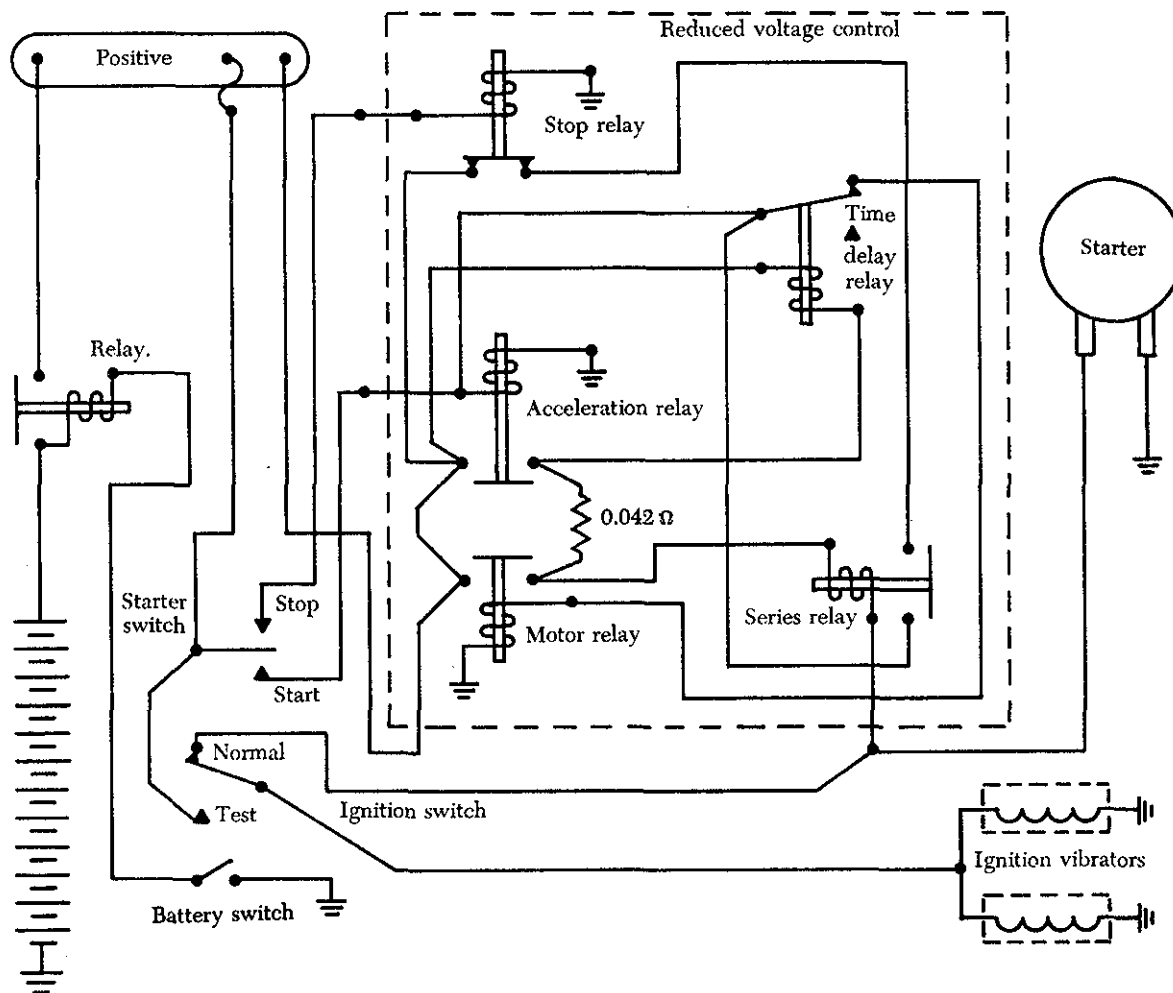 Reduced voltage control
Positive
Stop relay
Time
delay
relay
Starter
Relay.
Acceleration relay
0.042 Ω
Starter
switch
Stop
Start
Motor relay
Series relay
Normal
Ignition switch
Test
Ignition vibrators
Battery switch